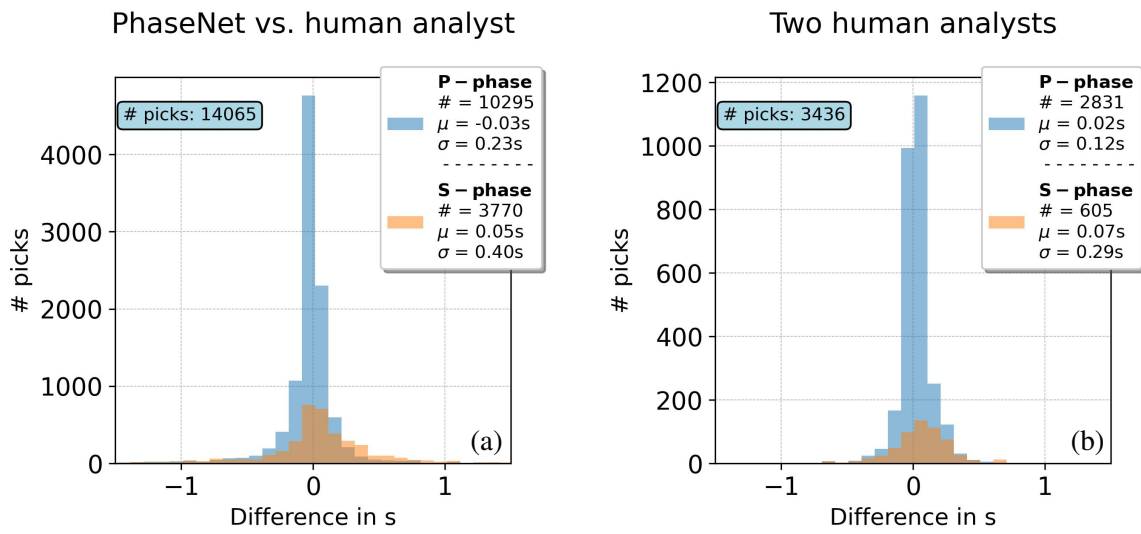 PhaseNet vs. human analyst
# picks: 14065
P – phase
# = 10295
μ = -0.03s
σ = 0.23s
- - - - - - - -
S – phase
# = 3770
μ = 0.05s
σ = 0.40s
4000
3000
2000
1000
0
# picks
(a)
−1
0
1
Difference in s
Two human analysts
# picks: 3436
P – phase
# = 2831
μ = 0.02s
σ = 0.12s
- - - - - - - -
S – phase
# = 605
μ = 0.07s
σ = 0.29s
1200
1000
800
600
400
200
0
# picks
(b)
−1
0
1
Difference in s